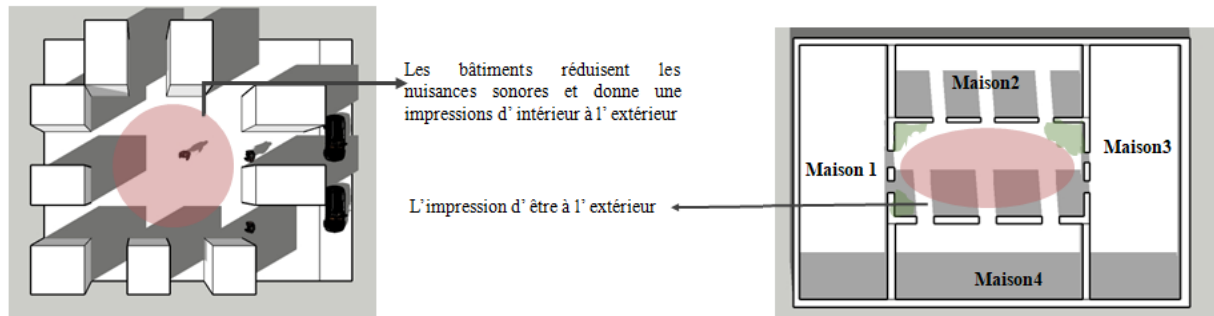 Les bâtiments réduisent les
nuisances sonores et donne une
impressions d' intérieur à l' extérieur
L'impression d' être à l' extérieur
Maison2
Maison 1
Maison3
Maison4